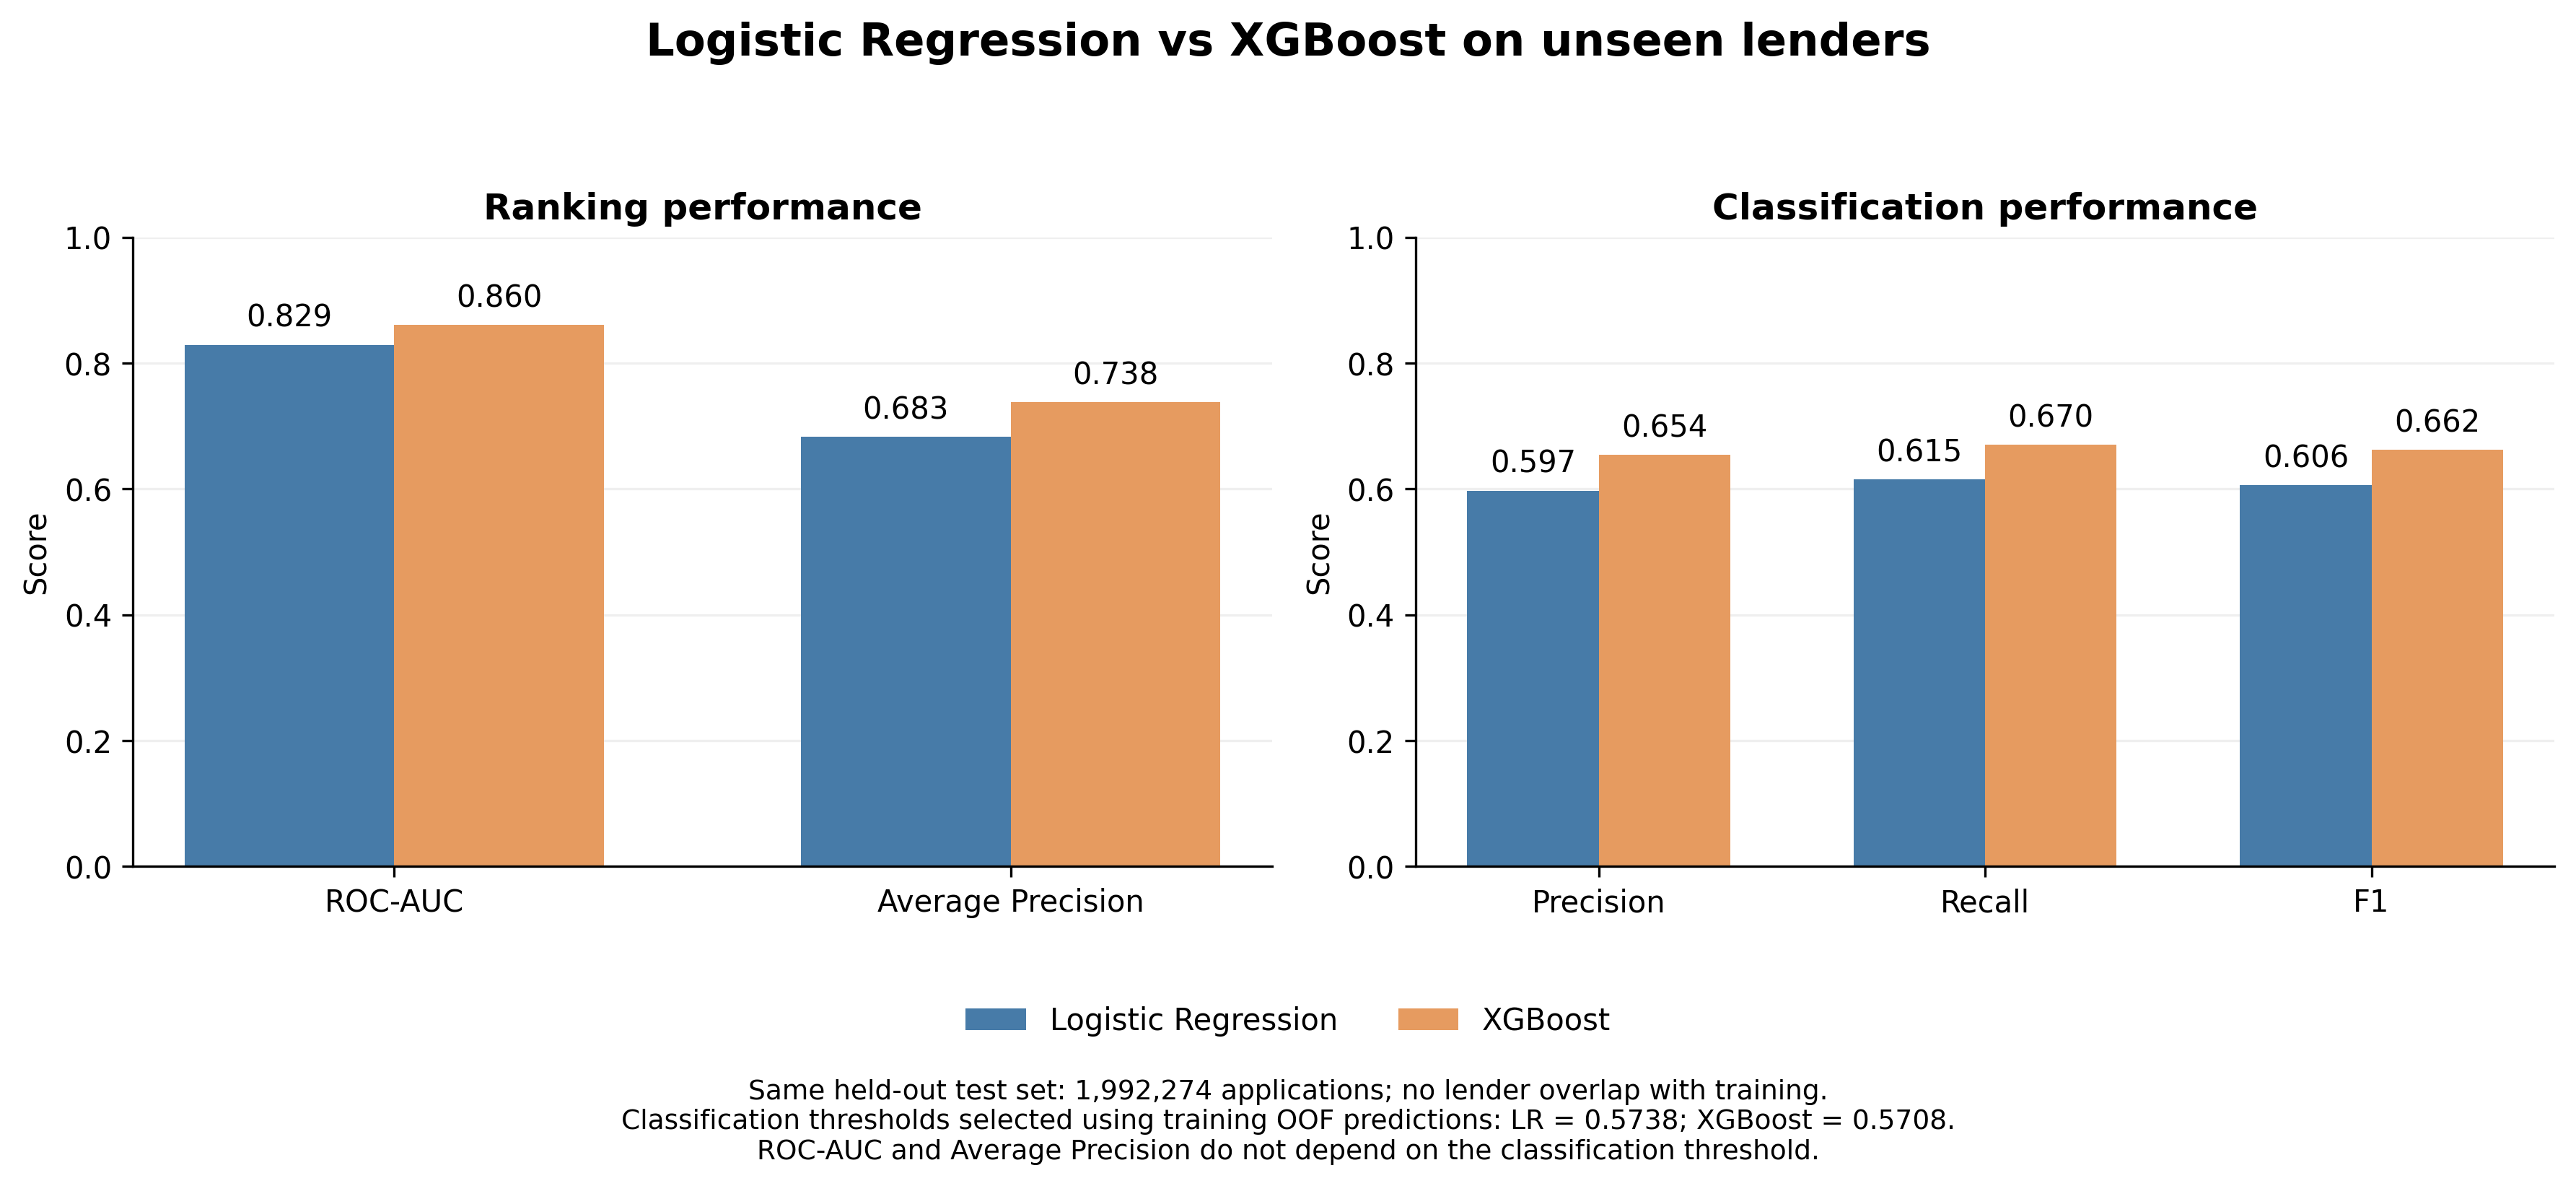 Logistic Regression vs XGBoost on unseen lenders
Ranking performance
1.0
0.8
0.6
0.4
0.2
0.0
Score
0.829
0.860
0.683
0.738
ROC-AUC
Average Precision
Classification performance
1.0
0.8
0.6
0.4
0.2
0.0
Score
0.597
0.654
0.615
0.670
0.606
0.662
Precision
Recall
F1
Logistic Regression
XGBoost
Same held-out test set: 1,992,274 applications; no lender overlap with training.
Classification thresholds selected using training OOF predictions: LR = 0.5738; XGBoost = 0.5708.
ROC-AUC and Average Precision do not depend on the classification threshold.